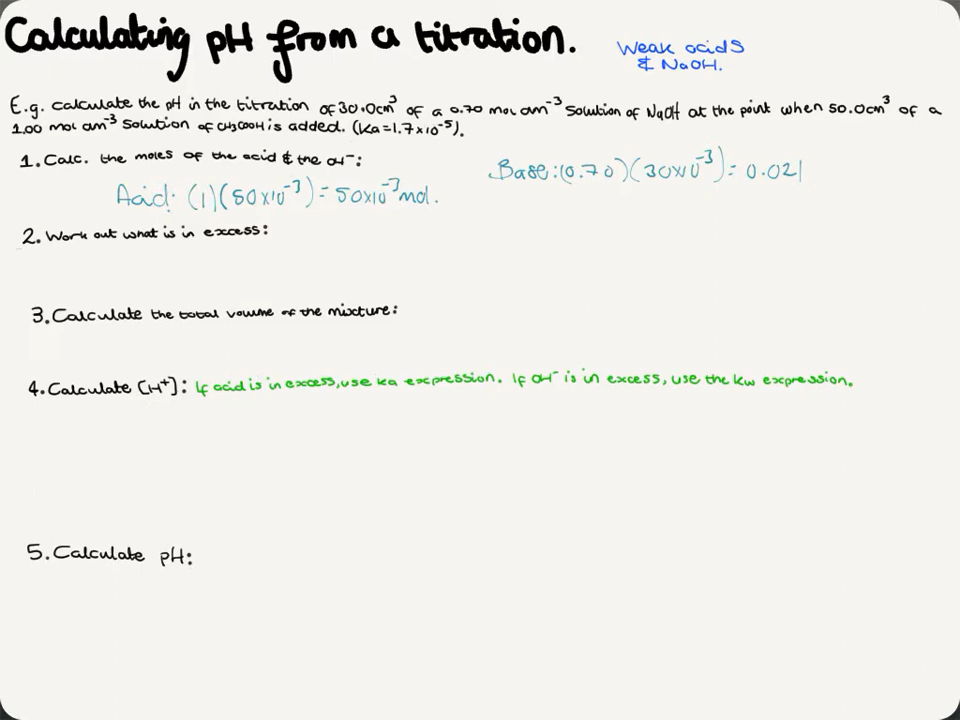 Calculating pH from a titration.
Weak acids
& NaOH.
E.g. calculate the pH in the titration of 30.0cm³ of a 0.70 mol dm⁻³ solution of NaOH at the point when 50.0cm³ of a
1.00 mol dm⁻³ solution of CH₃COOH is added. (Ka = 1.7x10⁻⁵).
1. Calc. the moles of the acid & the OH⁻:
Base: (0.70)(30x10⁻³) = 0.021
Acid: (1)(50x10⁻³) = 50x10⁻³ mol.
2. Work out what is in excess:
3. Calculate the total volume of the mixture:
4. Calculate [H⁺]: If acid is in excess, use Ka expression. If OH⁻ is in excess, use the Kw expression.
5. Calculate pH: